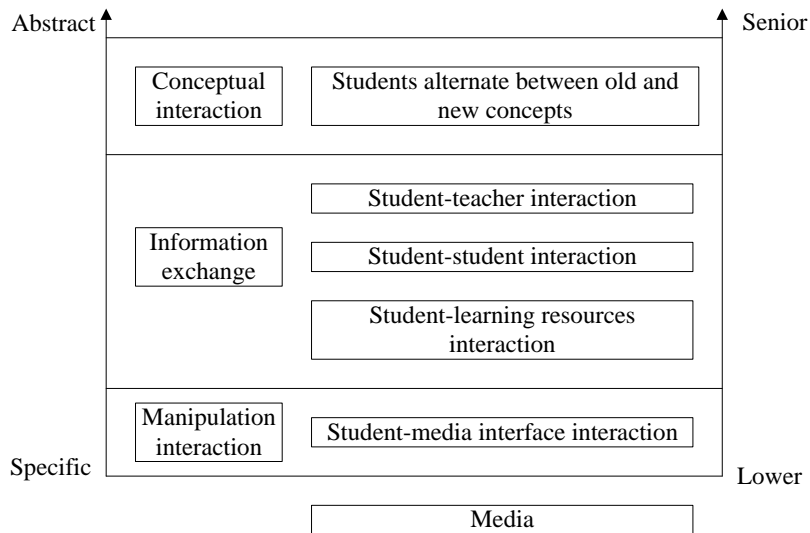 Abstract
Senior
Conceptual
interaction
Students alternate between old and
new concepts
Student-teacher interaction
Information
exchange
Student-student interaction
Student-learning resources
interaction
Manipulation
interaction
Student-media interface interaction
Specific
Lower
Media